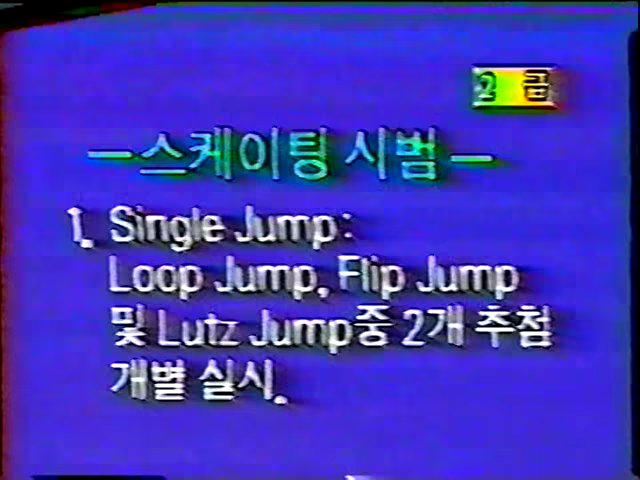 2 급
-스케이팅 시범-
1. Single Jump:
Loop Jump, Flip Jump
및 Lutz Jump중 2개 추첨
개별 실시.